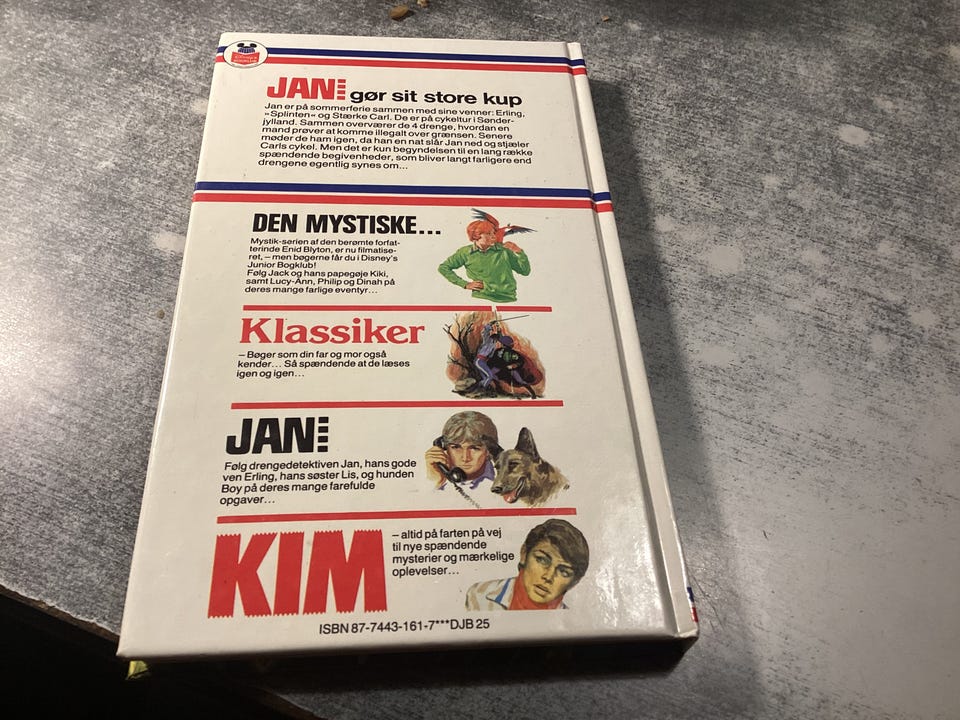 JAN gør sit store kup
Jan er på sommerferie sammen med sine venner: Erling,
»Splinten« og Stærke Carl. De er på cykeltur i Sønder-
jylland. Sammen overværer de 4 drenge, hvordan en
mand prøver at komme illegalt over grænsen. Senere
møder de ham igen, da han en nat slår Jan ned og stjæler
Carls cykel. Men det er kun begyndelsen til en lang række
spændende begivenheder, som bliver langt farligere end
drengene egentlig synes om...
DEN MYSTISKE...
Mystik-serien af den berømte forfat-
terinde Enid Blyton, er nu filmatise-
ret, – men bøgerne får du i Disney's
Junior Bogklub!
Følg Jack og hans papegøje Kiki,
samt Lucy-Ann, Philip og Dinah på
deres mange farlige eventyr...
Klassiker
– Bøger som din far og mor også
kender... Så spændende at de læses
igen og igen...
JAN
Følg drengedetektiven Jan, hans gode
ven Erling, hans søster Lis, og hunden
Boy på deres mange farefulde
opgaver...
KIM
– altid på farten på vej
til nye spændende
mysterier og mærkelige
oplevelser...
ISBN 87-7443-161-7***DJB 25